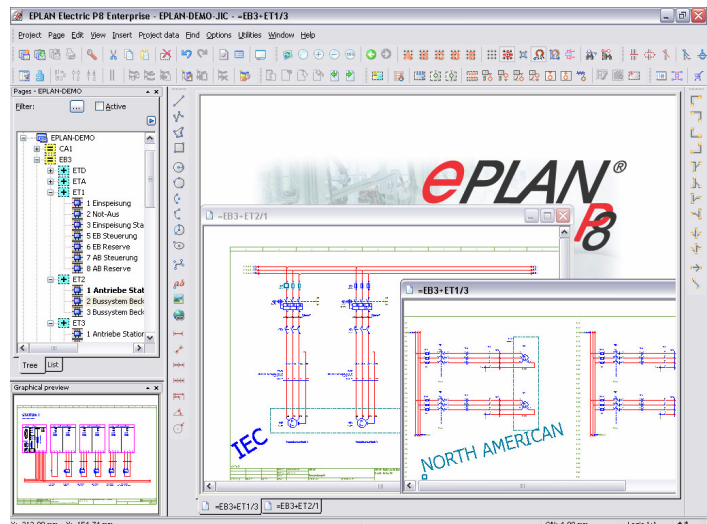 EPLAN Electric P8 Enterprise - EPLAN-DEMO-JIC - =EB3+ET1/3
Project Page Edit View Insert Project data Find Options Utilities Window Help
Pages - EPLAN-DEMO
Filter:
...
Active
EPLAN-DEMO
CA1
EB3
ETD
ETA
ET1
1 Einspeisung
2 Not-Aus
3 Einspeisung Sta
5 EB Steuerung
6 EB Reserve
7 AB Steuerung
8 AB Reserve
ET2
1 Antriebe Stat
2 Bussystem Beck
3 Bussystem Beck
ET3
1 Antriebe Station
Tree List
Graphical preview
ePLAN®
P8
=EB3+ET2/1
IEC
=EB3+ET1/3
NORTH AMERICAN
=EB3+ET1/3 =EB3+ET2/1